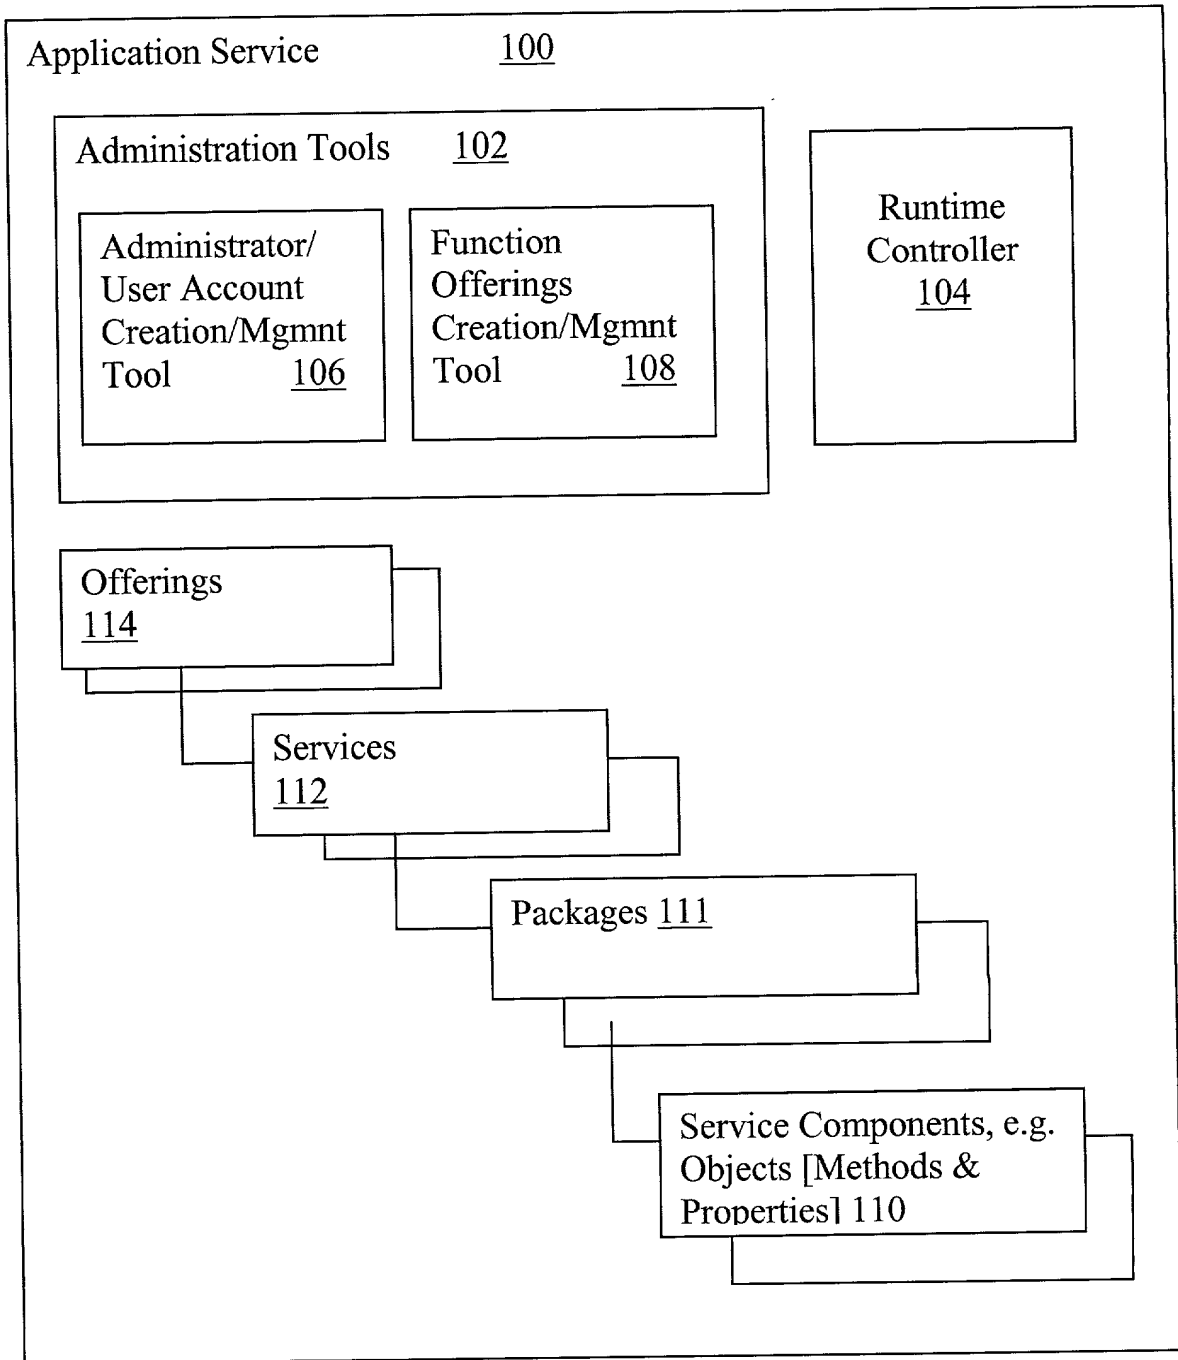 Application Service 100
Administration Tools 102
Administrator/
User Account
Creation/Mgmnt
Tool 106
Function
Offerings
Creation/Mgmnt
Tool 108
Runtime
Controller
104
Offerings
114
Services
112
Packages 111
Service Components, e.g.
Objects [Methods &
Properties] 110